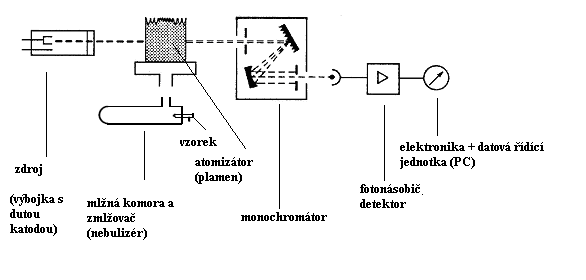 zdroj
(výbojka s
dutou
katodou)
mlžná komora a
zmlžovač
(nebulizér)
vzorek
atomizátor
(plamen)
monochromátor
fotonásobič
detektor
elektronika + datová řídící
jednotka (PC)